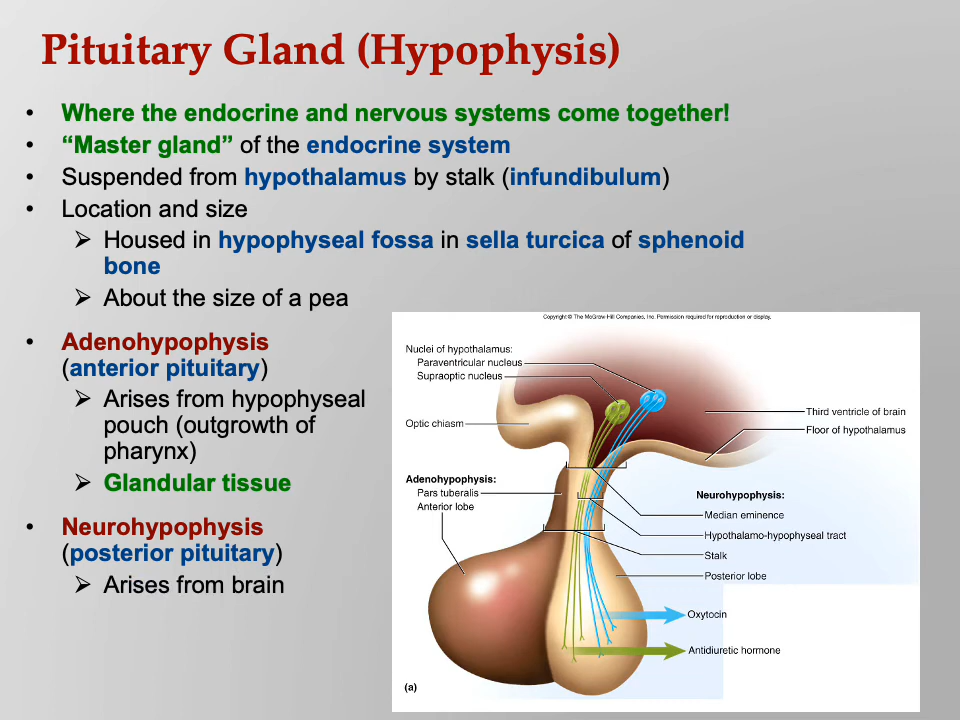 Pituitary Gland (Hypophysis)
• Where the endocrine and nervous systems come together!
• “Master gland” of the endocrine system
• Suspended from hypothalamus by stalk (infundibulum)
• Location and size
➢ Housed in hypophyseal fossa in sella turcica of sphenoid
bone
➢ About the size of a pea
• Adenohypophysis
(anterior pituitary)
➢ Arises from hypophyseal
pouch (outgrowth of
pharynx)
➢ Glandular tissue
• Neurohypophysis
(posterior pituitary)
➢ Arises from brain
Copyright © The McGraw-Hill Companies, Inc. Permission required for reproduction or display.
Nuclei of hypothalamus:
Paraventricular nucleus
Supraoptic nucleus
Optic chiasm
Third ventricle of brain
Floor of hypothalamus
Adenohypophysis:
Pars tuberalis
Anterior lobe
Neurohypophysis:
Median eminence
Hypothalamo-hypophyseal tract
Stalk
Posterior lobe
Oxytocin
Antidiuretic hormone
(a)